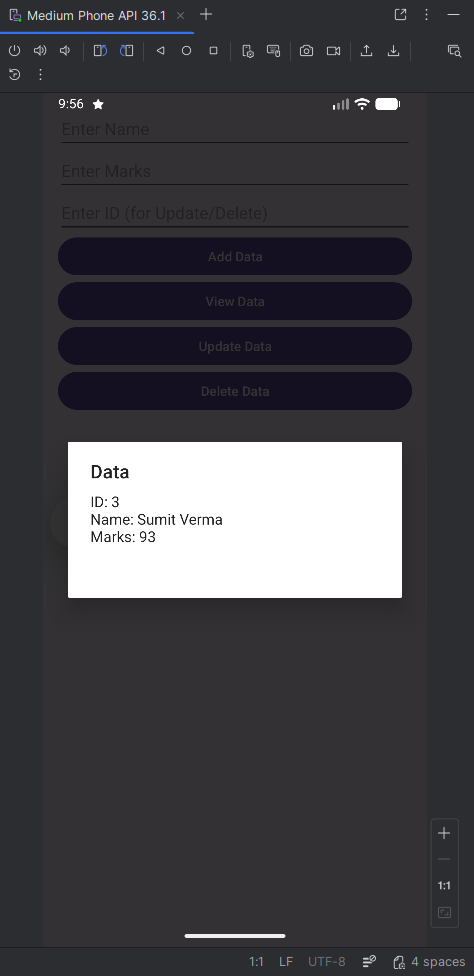 Medium Phone API 36.1
9:56
Enter Name
Enter Marks
Enter ID (for Update/Delete)
Add Data
View Data
Update Data
Delete Data
Data
ID: 3
Name: Sumit Verma
Marks: 93
1:1
1:1 LF UTF-8 4 spaces